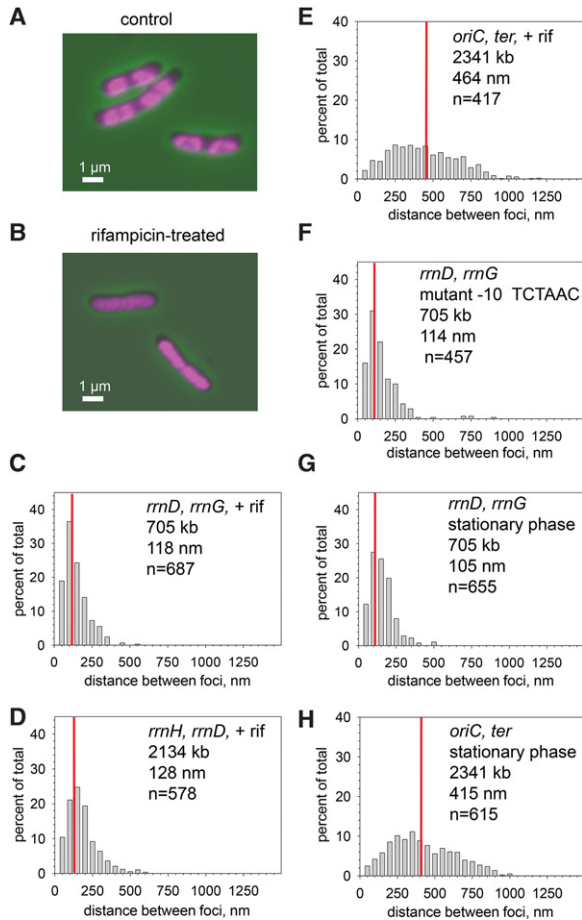 A
control
1 µm
B
rifampicin-treated
1 µm
C
percent of total
40
30
20
10
0
rrnD, rrnG, + rif
705 kb
118 nm
n=687
0 250 500 750 1000 1250
distance between foci, nm
D
percent of total
40
30
20
10
0
rrnH, rrnD, + rif
2134 kb
128 nm
n=578
0 250 500 750 1000 1250
distance between foci, nm
E
percent of total
40
30
20
10
0
oriC, ter, + rif
2341 kb
464 nm
n=417
0 250 500 750 1000 1250
distance between foci, nm
F
percent of total
40
30
20
10
0
rrnD, rrnG
mutant -10 TCTAAC
705 kb
114 nm
n=457
0 250 500 750 1000 1250
distance between foci, nm
G
percent of total
40
30
20
10
0
rrnD, rrnG
stationary phase
705 kb
105 nm
n=655
0 250 500 750 1000 1250
distance between foci, nm
H
percent of total
40
30
20
10
0
oriC, ter
stationary phase
2341 kb
415 nm
n=615
0 250 500 750 1000 1250
distance between foci, nm